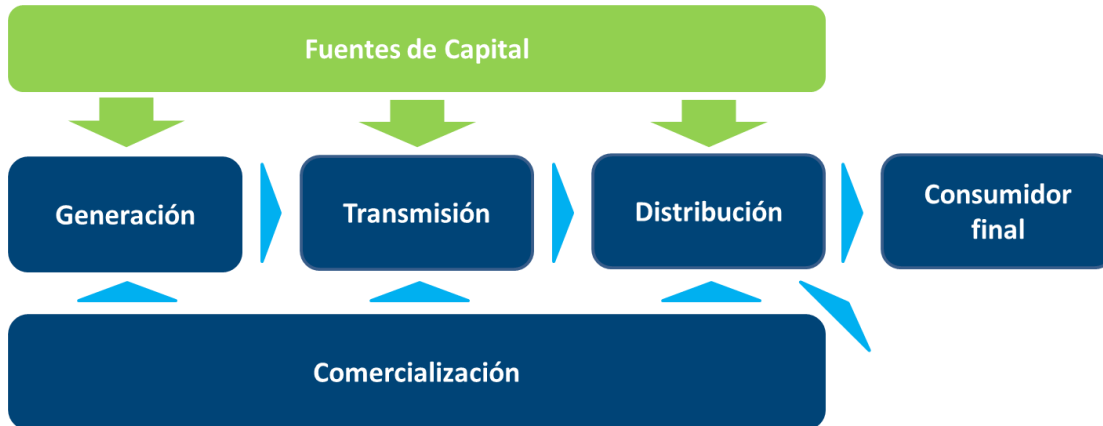 Fuentes de Capital
Generación
Transmisión
Distribución
Consumidor
final
Comercialización